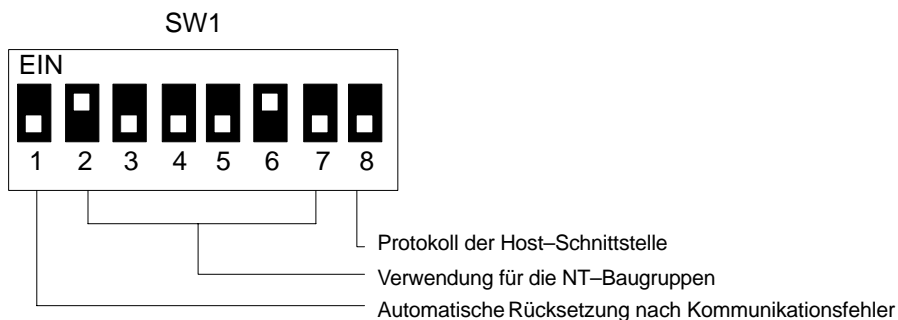 SW1
EIN
1 2 3 4 5 6 7 8
Protokoll der Host–Schnittstelle
Verwendung für die NT–Baugruppen
Automatische Rücksetzung nach Kommunikationsfehler